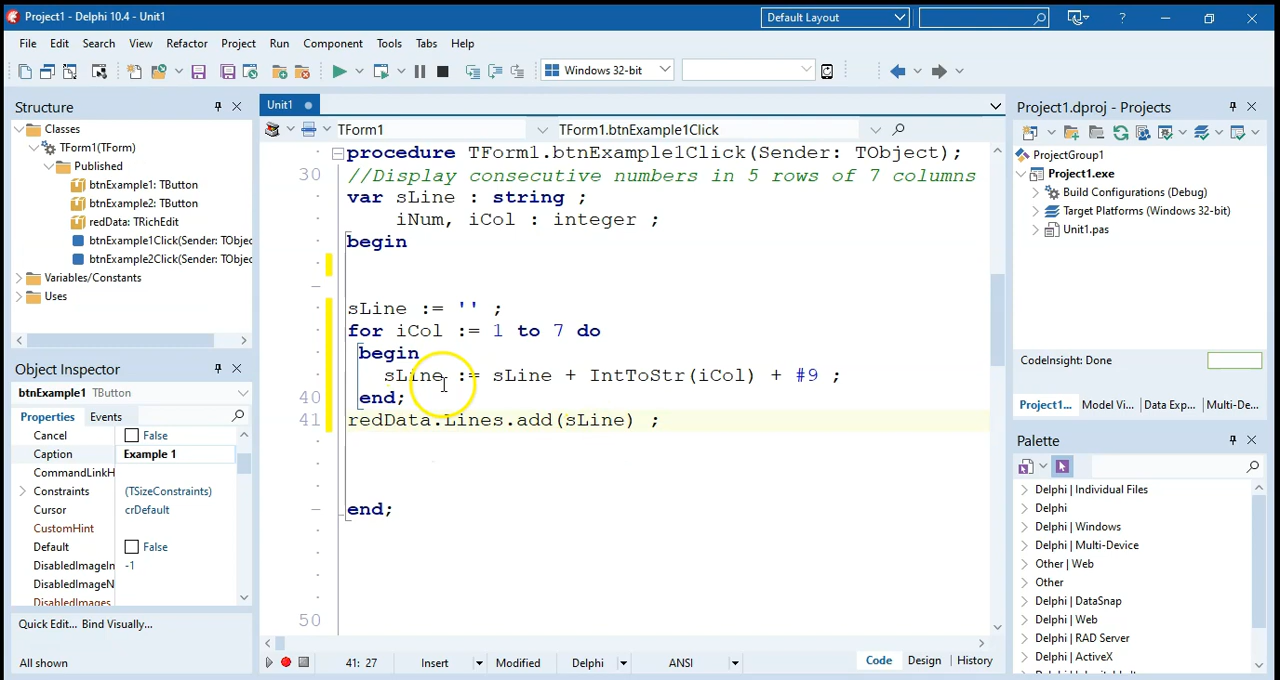 Project1 - Delphi 10.4 - Unit1
Default Layout
?
File Edit Search View Refactor Project Run Component Tools Tabs Help
Windows 32-bit
Structure
Classes
TForm1(TForm)
Published
btnExample1: TButton
btnExample2: TButton
redData: TRichEdit
btnExample1Click(Sender: TObjec
btnExample2Click(Sender: TObjec
Variables/Constants
Uses
Object Inspector
btnExample1 TButton
Properties Events
Cancel False
Caption Example 1
CommandLinkH
Constraints (TSizeConstraints)
Cursor crDefault
CustomHint
Default False
DisabledImageIn -1
DisabledImageN
DisabledImages
Quick Edit... Bind Visually...
All shown
Unit1
TForm1 TForm1.btnExample1Click
procedure TForm1.btnExample1Click(Sender: TObject);
30 //Display consecutive numbers in 5 rows of 7 columns
var sLine : string ;
iNum, iCol : integer ;
begin
sLine := '' ;
for iCol := 1 to 7 do
begin
sLine := sLine + IntToStr(iCol) + #9 ;
40 end;
41 redData.Lines.add(sLine) ;
end;
50
41: 27 Insert Modified Delphi ANSI Code Design History
Project1.dproj - Projects
ProjectGroup1
Project1.exe
Build Configurations (Debug)
Target Platforms (Windows 32-bit)
Unit1.pas
CodeInsight: Done
Project1... Model Vi... Data Exp... Multi-De...
Palette
Delphi | Individual Files
Delphi
Delphi | Windows
Delphi | Multi-Device
Other | Web
Other
Delphi | DataSnap
Delphi | Web
Delphi | RAD Server
Delphi | ActiveX